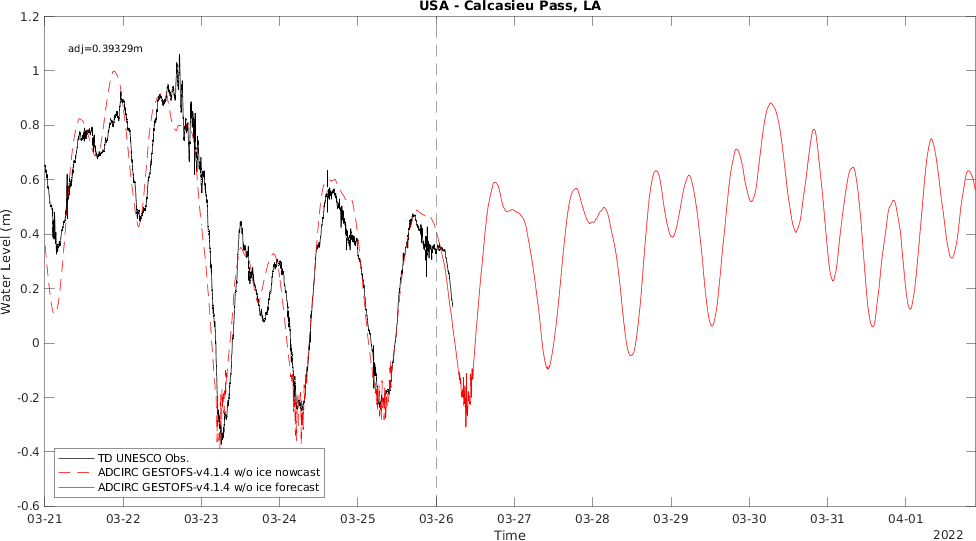 USA - Calcasieu Pass, LA
adj=0.39329m
Water Level (m)
1.2
1
0.8
0.6
0.4
0.2
0
-0.2
-0.4
-0.6
TD UNESCO Obs.
ADCIRC GESTOFS-v4.1.4 w/o ice nowcast
ADCIRC GESTOFS-v4.1.4 w/o ice forecast
03-21 03-22 03-23 03-24 03-25 03-26 03-27 03-28 03-29 03-30 03-31 04-01
Time
2022